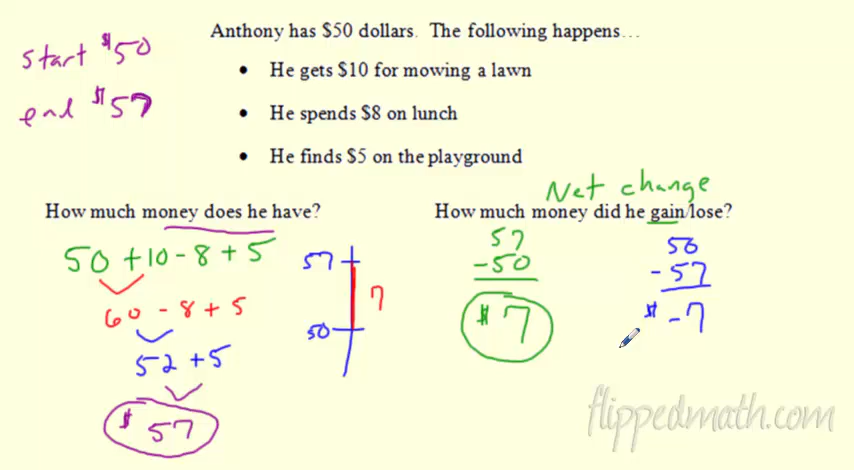 Anthony has $50 dollars. The following happens…
start $50
• He gets $10 for mowing a lawn
end $57
• He spends $8 on lunch
• He finds $5 on the playground
Net change
How much money does he have?
50 + 10 - 8 + 5
60 - 8 + 5
52 + 5
$ 57
57
7
50
How much money did he gain/lose?
57
- 50
$ 7
50
- 57
$ - 7
flippedmath.com